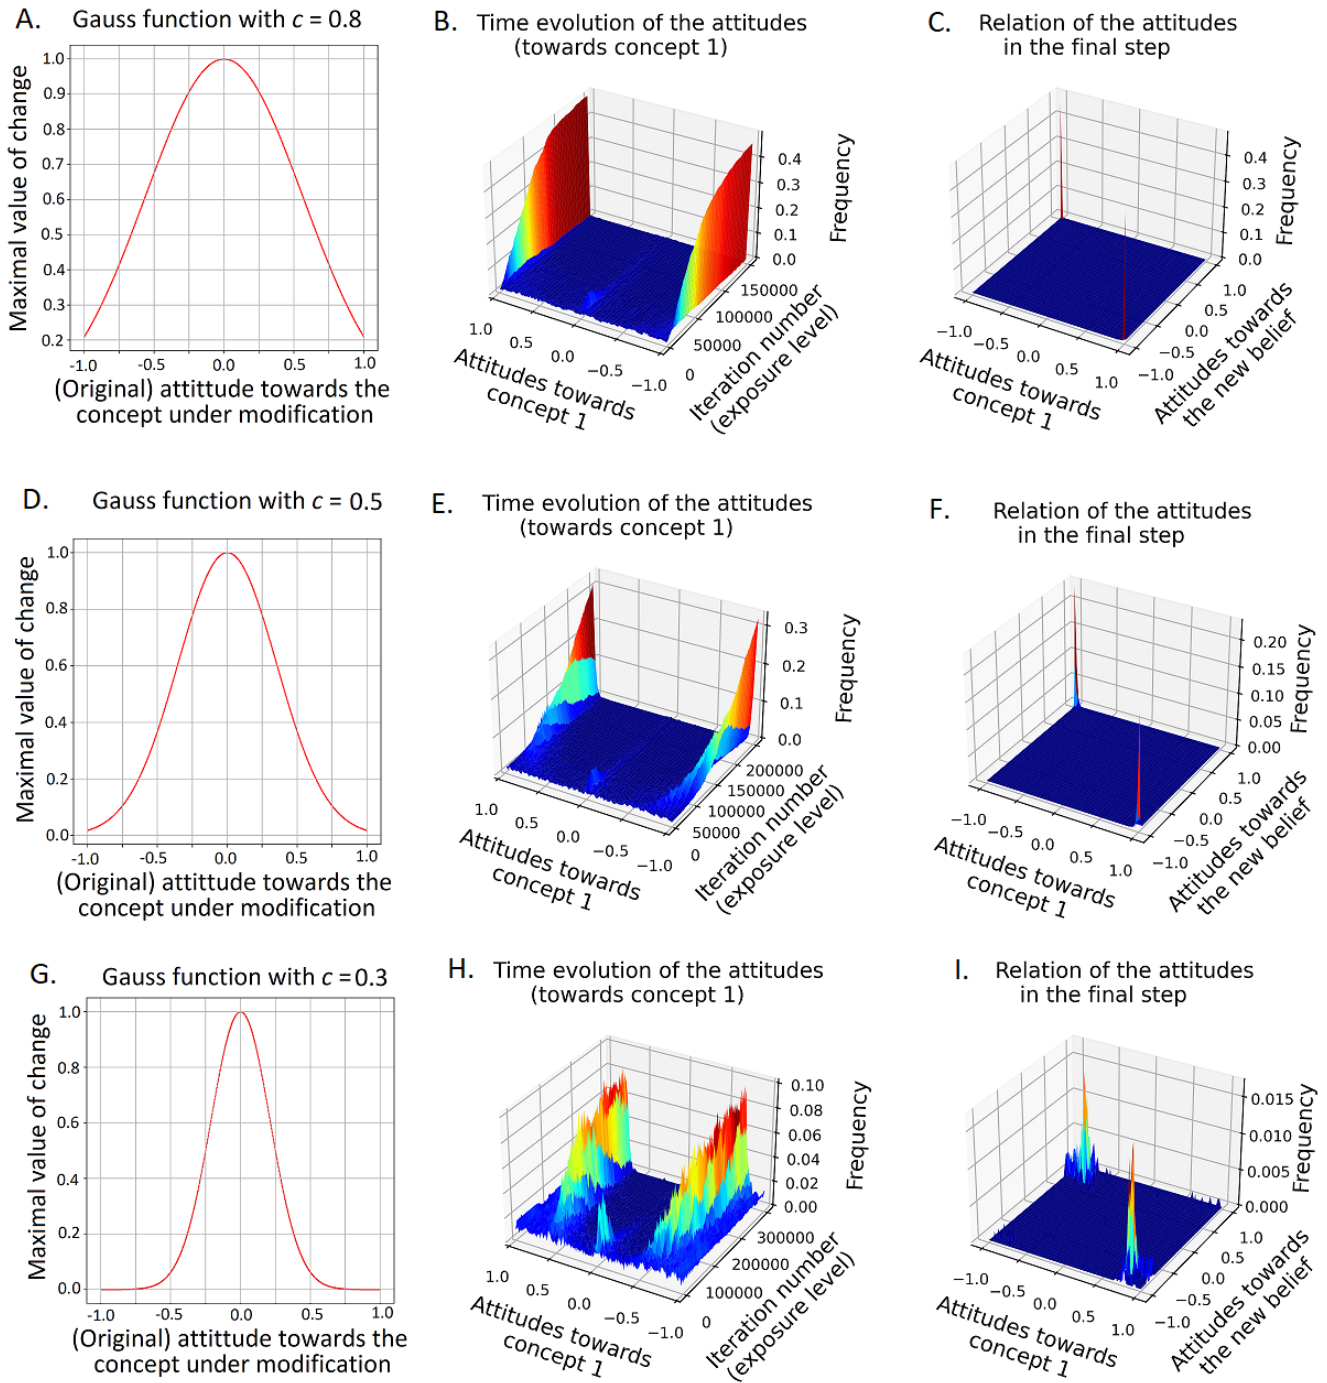 A. Gauss function with c = 0.8
1.0
0.9
0.8
0.7
0.6
0.5
0.4
0.3
0.2
-1.0 -0.5 0.0 0.5 1.0
Maximal value of change
(Original) attittude towards the
concept under modification
B. Time evolution of the attitudes
(towards concept 1)
0.4
0.3
0.2
0.1
0.0
Frequency
150000
100000
50000
0
Iteration number
(exposure level)
1.0 0.5 0.0 −0.5 −1.0
Attitudes towards
concept 1
C. Relation of the attitudes
in the final step
0.4
0.3
0.2
0.1
0.0
Frequency
1.0
0.5
0.0
−0.5
−1.0
Attitudes towards
the new belief
−1.0 −0.5 0.0 0.5 1.0
Attitudes towards
concept 1
D. Gauss function with c = 0.5
1.0
0.8
0.6
0.4
0.2
0.0
-1.0 -0.5 0.0 0.5 1.0
Maximal value of change
(Original) attittude towards the
concept under modification
E. Time evolution of the attitudes
(towards concept 1)
0.3
0.2
0.1
0.0
Frequency
200000
150000
100000
50000
0
Iteration number
(exposure level)
1.0 0.5 0.0 −0.5 −1.0
Attitudes towards
concept 1
F. Relation of the attitudes
in the final step
0.20
0.15
0.10
0.05
0.00
Frequency
1.0
0.5
0.0
−0.5
−1.0
Attitudes towards
the new belief
−1.0 −0.5 0.0 0.5 1.0
Attitudes towards
concept 1
G. Gauss function with c = 0.3
1.0
0.8
0.6
0.4
0.2
0.0
-1.0 -0.5 0.0 0.5 1.0
Maximal value of change
(Original) attittude towards the
concept under modification
H. Time evolution of the attitudes
(towards concept 1)
0.10
0.08
0.06
0.04
0.02
0.00
Frequency
300000
200000
100000
0
Iteration number
(exposure level)
1.0 0.5 0.0 −0.5 −1.0
Attitudes towards
concept 1
I. Relation of the attitudes
in the final step
0.015
0.010
0.005
0.000
Frequency
1.0
0.5
0.0
−0.5
−1.0
Attitudes towards
the new belief
−1.0 −0.5 0.0 0.5 1.0
Attitudes towards
concept 1